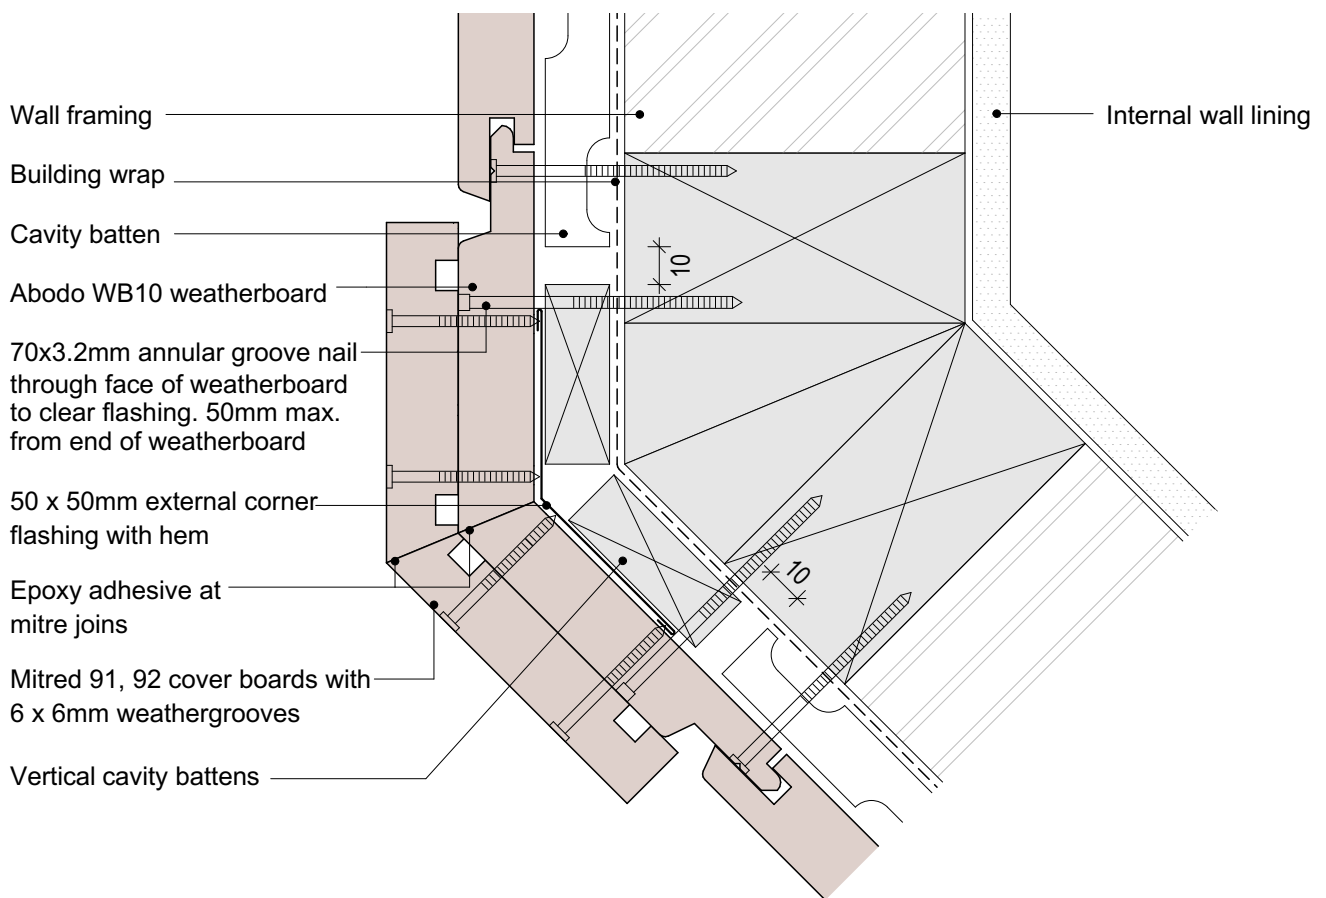 Wall framing
Internal wall lining
Building wrap
Cavity batten
10
Abodo WB10 weatherboard
70x3.2mm annular groove nail
through face of weatherboard
to clear flashing. 50mm max.
from end of weatherboard
50 x 50mm external corner
flashing with hem
10
Epoxy adhesive at
mitre joins
Mitred 91, 92 cover boards with
6 x 6mm weathergrooves
Vertical cavity battens